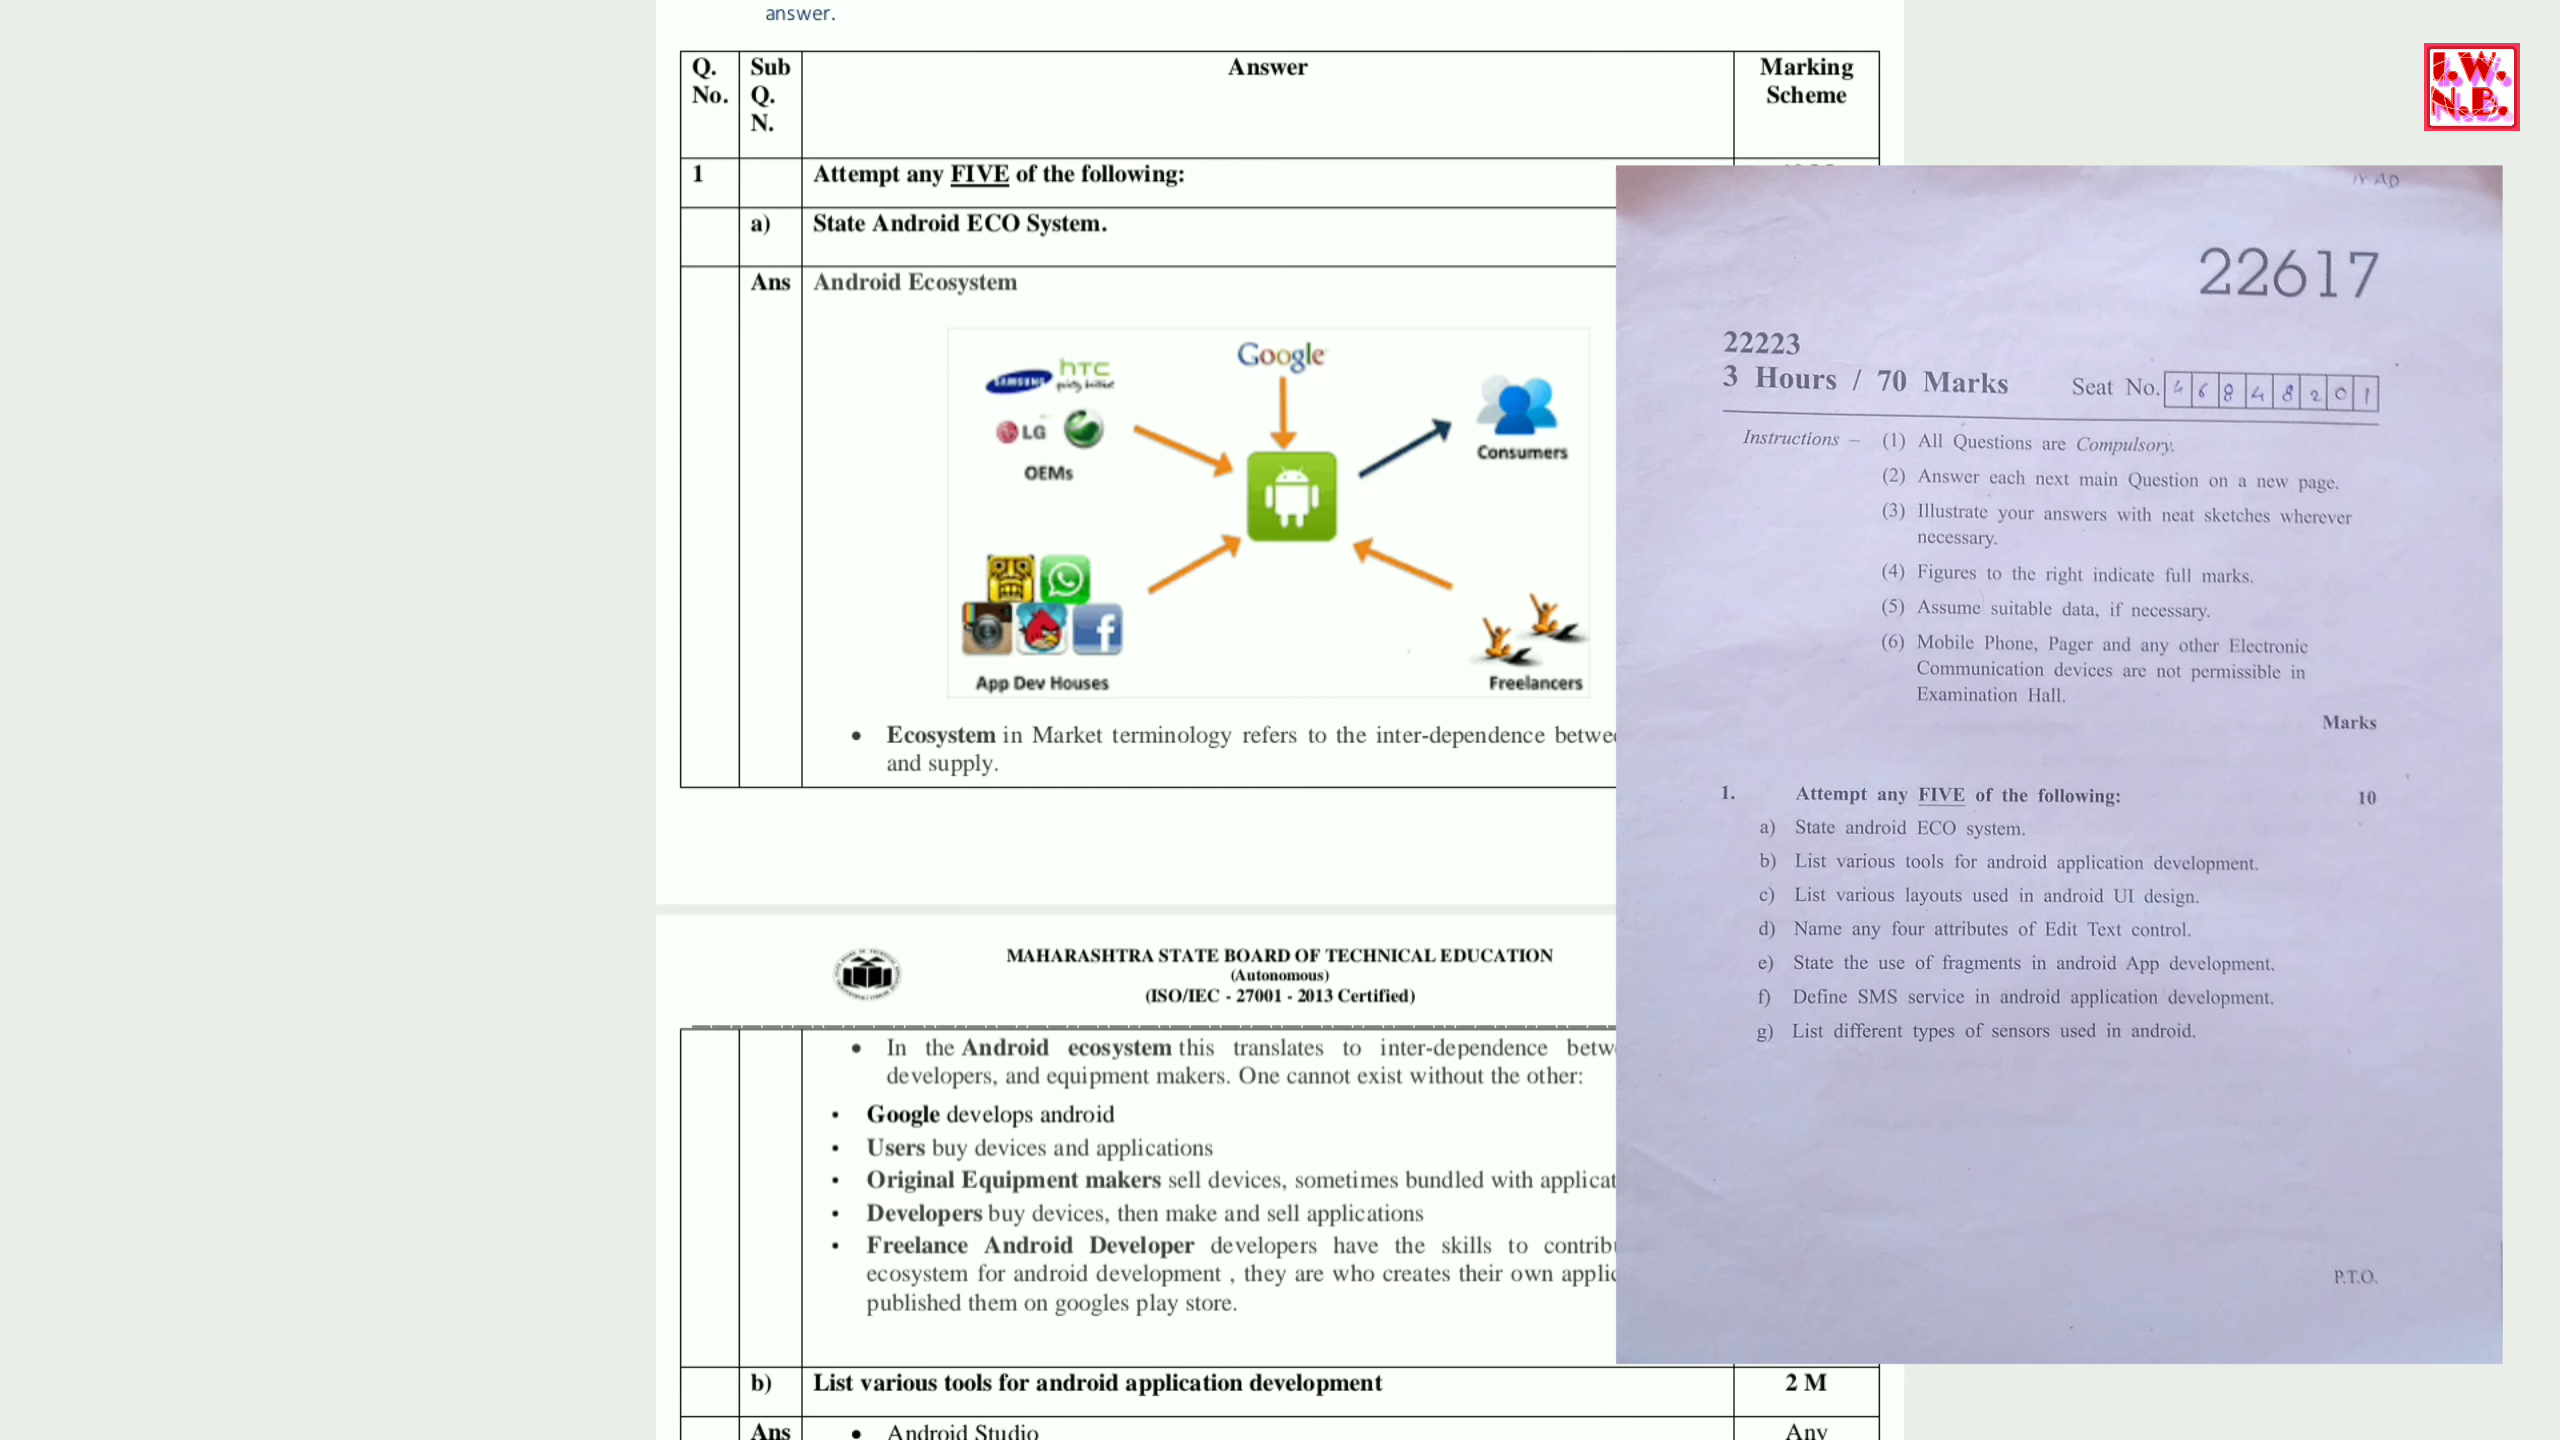 answer.
Q. No.
Sub Q. N.
Answer
Marking Scheme
1
Attempt any FIVE of the following:
a)
State Android ECO System.
Ans
Android Ecosystem
Google
SAMSUNG
hTC
quietly brilliant
LG
OEMs
Consumers
App Dev Houses
Freelancers
• Ecosystem in Market terminology refers to the inter-dependence
and supply.
MAHARASHTRA STATE BOARD OF TECHNICAL EDUCATION
(Autonomous)
(ISO/IEC - 27001 - 2013 Certified)
• In the Android ecosystem this translates to inter-dependence
developers, and equipment makers. One cannot exist without the other:
• Google develops android
• Users buy devices and applications
• Original Equipment makers sell devices, sometimes bundled with
• Developers buy devices, then make and sell applications
• Freelance Android Developer developers have the skills to
ecosystem for android development , they are who creates their own
published them on googles play store.
b)
List various tools for android application development
2 M
Ans
• Android Studio
Any
I.W.
N.B.
MAD
22617
22223
3 Hours / 70 Marks
Seat No. 4 6 8 4 8 2 0 1
Instructions – (1) All Questions are Compulsory.
(2) Answer each next main Question on a new page.
(3) Illustrate your answers with neat sketches wherever
necessary.
(4) Figures to the right indicate full marks.
(5) Assume suitable data, if necessary.
(6) Mobile Phone, Pager and any other Electronic
Communication devices are not permissible in
Examination Hall.
Marks
1. Attempt any FIVE of the following: 10
a) State android ECO system.
b) List various tools for android application development.
c) List various layouts used in android UI design.
d) Name any four attributes of Edit Text control.
e) State the use of fragments in android App development.
f) Define SMS service in android application development.
g) List different types of sensors used in android.
P.T.O.